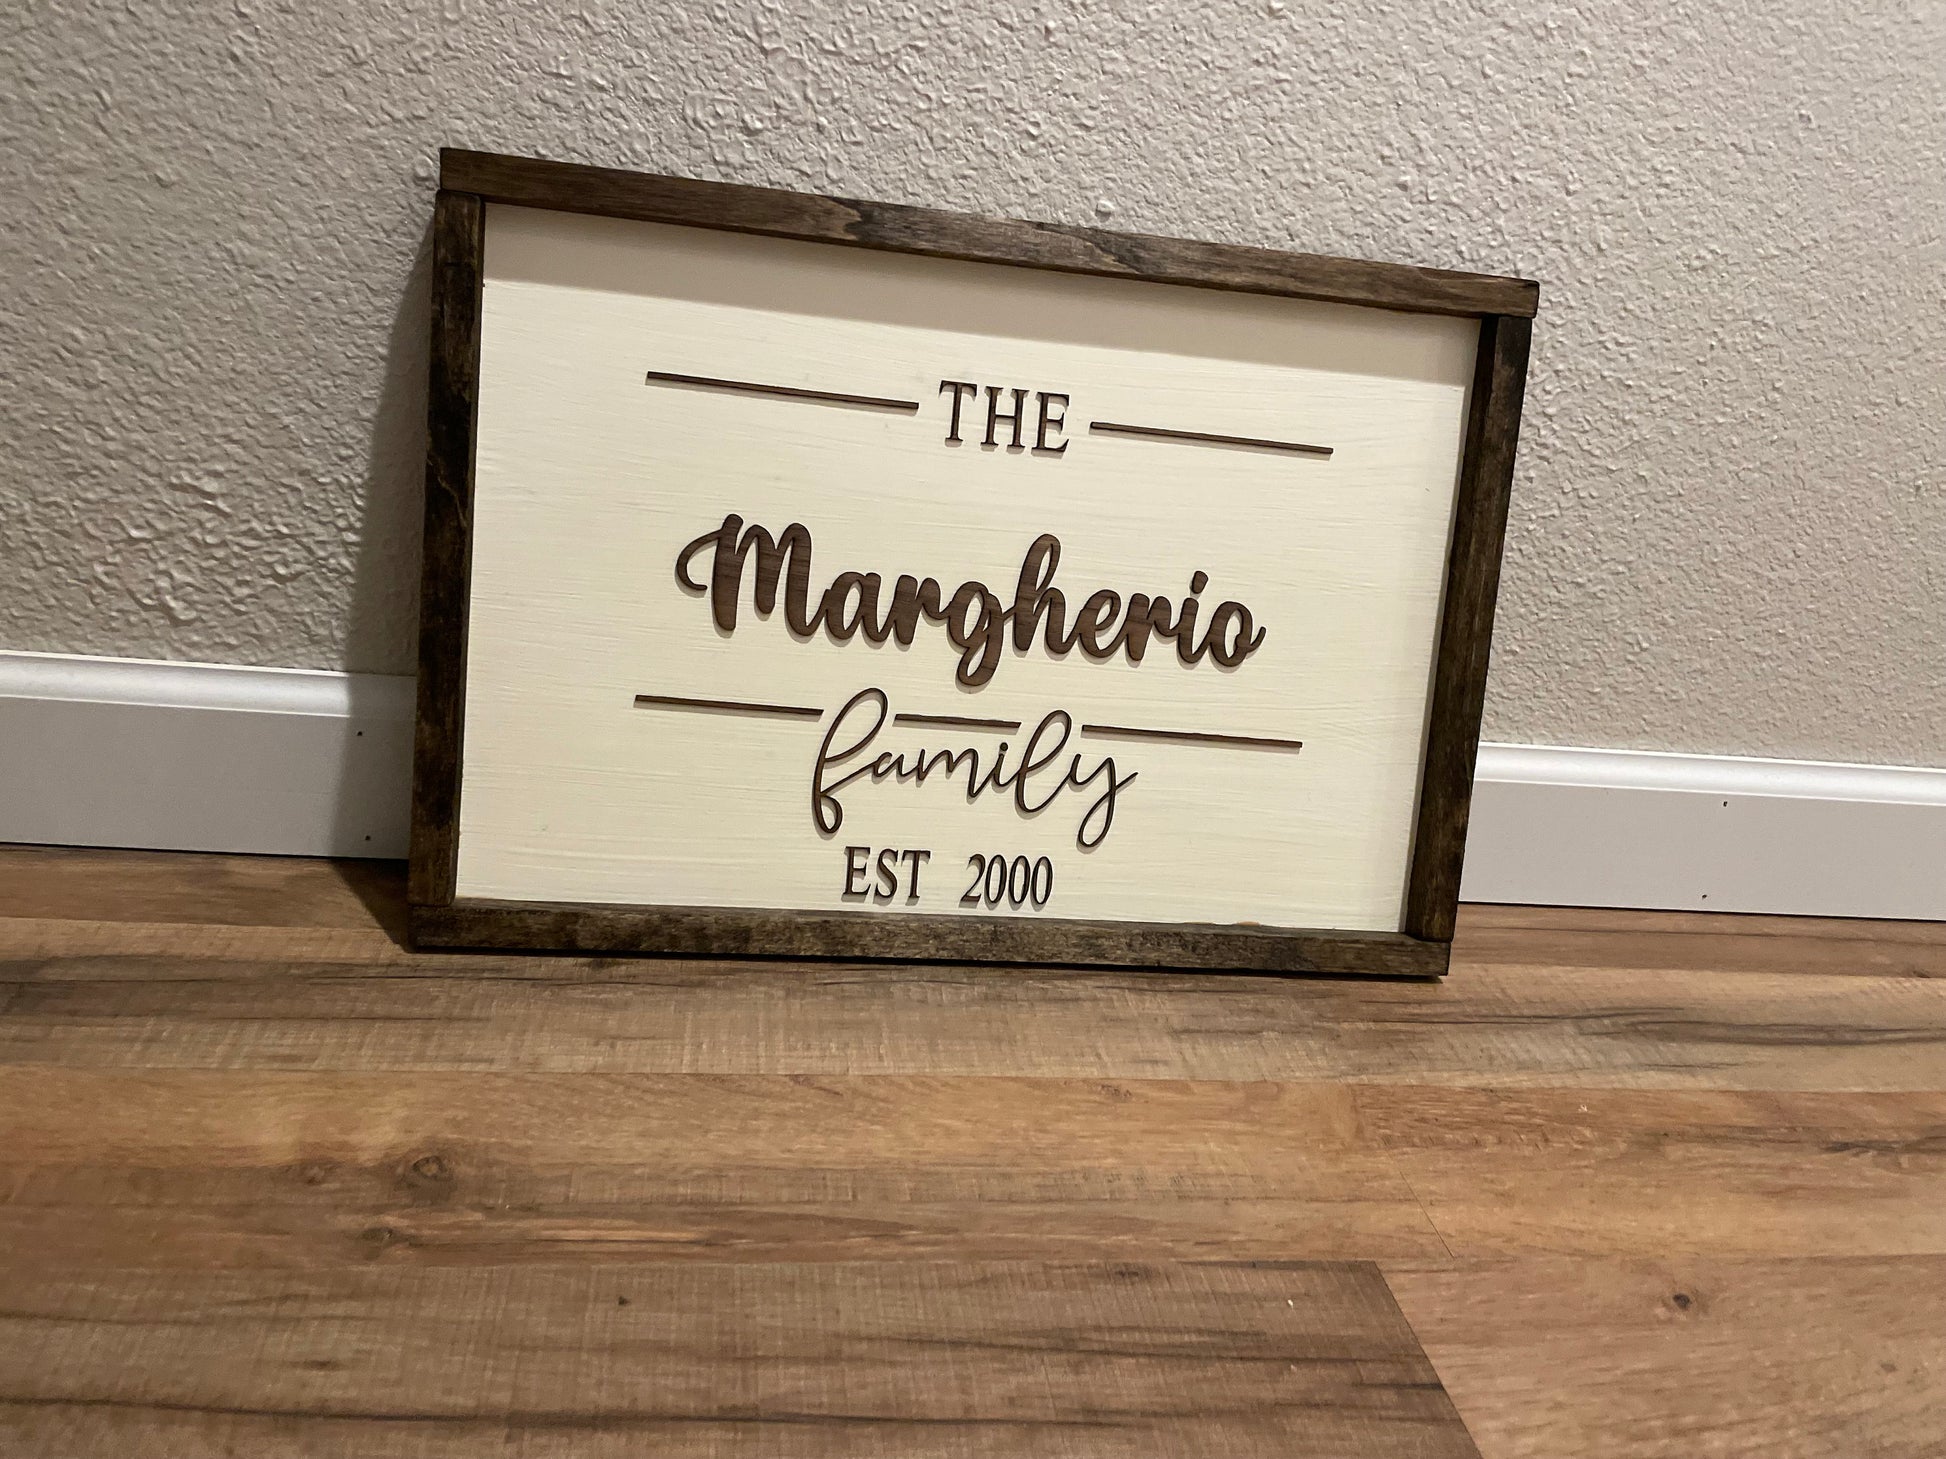 THE
Margherio
family
EST 2000